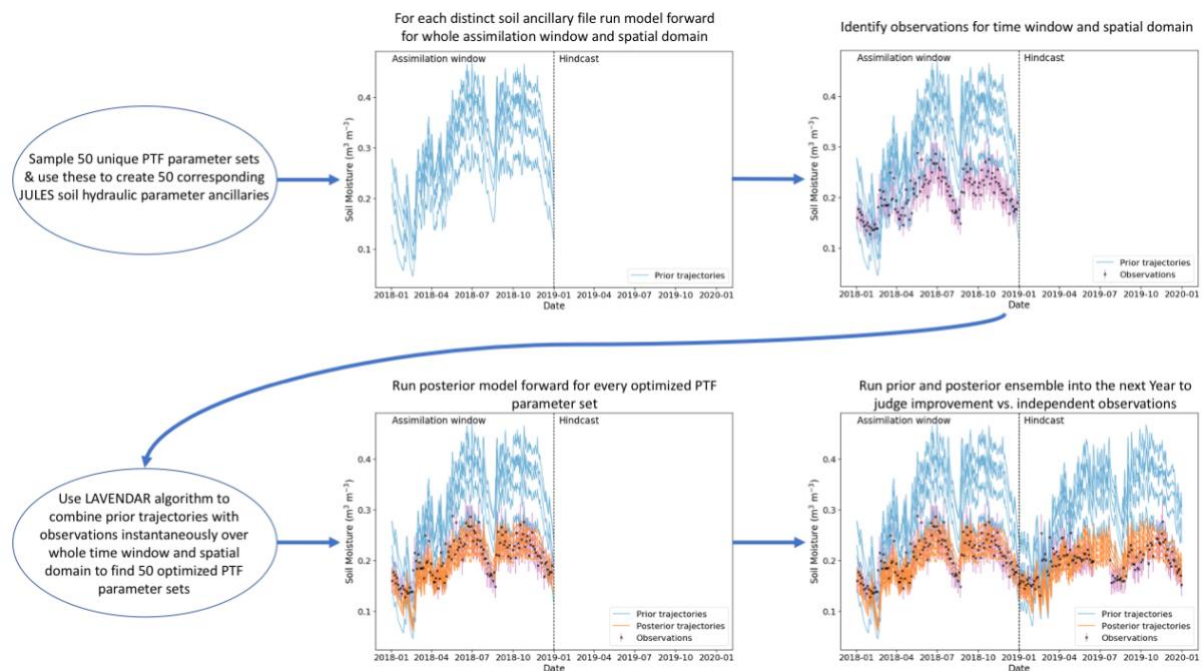 For each distinct soil ancillary file run model forward
for whole assimilation window and spatial domain
Identify observations for time window and spatial domain
Sample 50 unique PTF parameter sets
& use these to create 50 corresponding
JULES soil hydraulic parameter ancillaries
Assimilation window
Hindcast
Soil Moisture (m³ m⁻³)
0.4
0.3
0.2
0.1
Prior trajectories
2018-01 2018-04 2018-07 2018-10 2019-01 2019-04 2019-07 2019-10 2020-01
Date
Assimilation window
Hindcast
Soil Moisture (m³ m⁻³)
0.4
0.3
0.2
0.1
Prior trajectories
Observations
2018-01 2018-04 2018-07 2018-10 2019-01 2019-04 2019-07 2019-10 2020-01
Date
Use LAVENDAR algorithm to
combine prior trajectories with
observations instantaneously over
whole time window and spatial
domain to find 50 optimized PTF
parameter sets
Run posterior model forward for every optimized PTF
parameter set
Assimilation window
Hindcast
Soil Moisture (m³ m⁻³)
0.4
0.3
0.2
0.1
Prior trajectories
Posterior trajectories
Observations
2018-01 2018-04 2018-07 2018-10 2019-01 2019-04 2019-07 2019-10 2020-01
Date
Run prior and posterior ensemble into the next Year to
judge improvement vs. independent observations
Assimilation window
Hindcast
Soil Moisture (m³ m⁻³)
0.4
0.3
0.2
0.1
Prior trajectories
Posterior trajectories
Observations
2018-01 2018-04 2018-07 2018-10 2019-01 2019-04 2019-07 2019-10 2020-01
Date